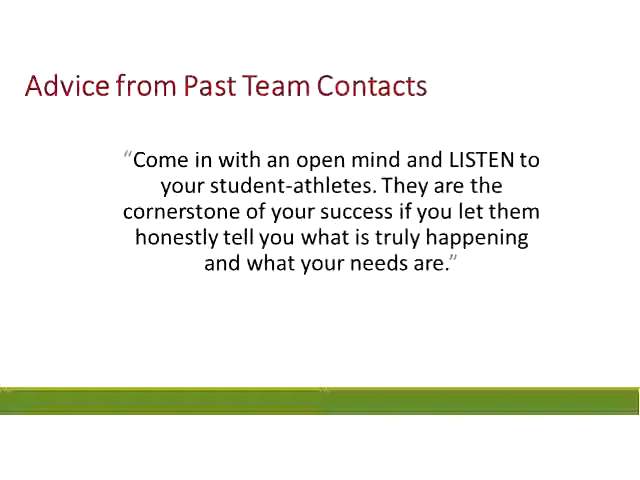 Advice from Past Team Contacts
“Come in with an open mind and LISTEN to
your student-athletes. They are the
cornerstone of your success if you let them
honestly tell you what is truly happening
and what your needs are.”